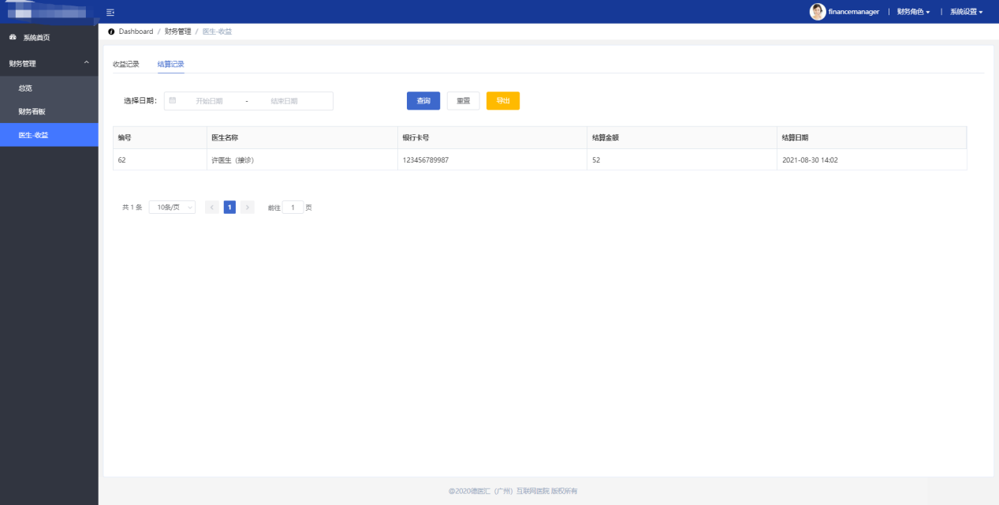 financemanager | 财务角色 | 系统设置
系统首页
Dashboard / 财务管理 / 医生-收益
财务管理
总览
财务看板
医生-收益
收益记录 结算记录
选择日期： 开始日期 - 结束日期 查询 重置 导出
编号 医生名称 银行卡号 结算金额 结算日期
62 许医生（接诊） 123456789987 52 2021-08-30 14:02
共 1 条 10条/页 1 前往 1 页
@2020德医汇（广州）互联网医院 版权所有